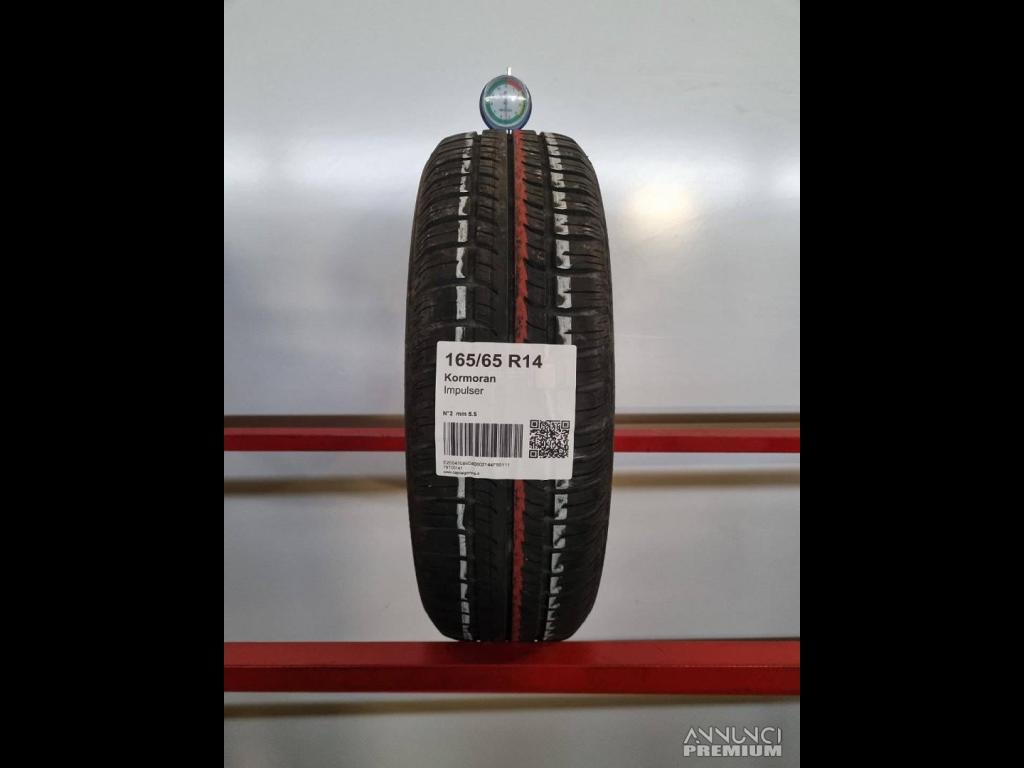 165/65 R14
Kormoran
Impulser
N°2 mm 5.5
ANNUNCI
PREMIUM